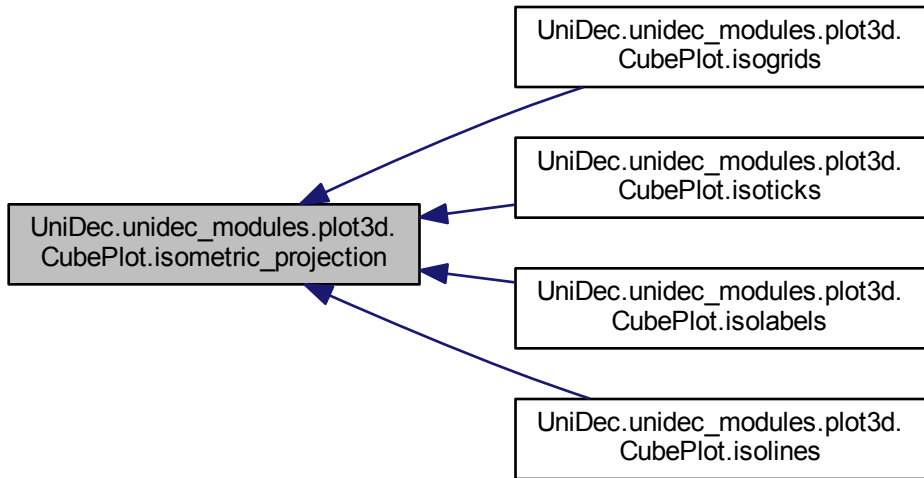 UniDec.unidec_modules.plot3d.
CubePlot.isogrids
UniDec.unidec_modules.plot3d.
CubePlot.isoticks
UniDec.unidec_modules.plot3d.
CubePlot.isometric_projection
UniDec.unidec_modules.plot3d.
CubePlot.isolabels
UniDec.unidec_modules.plot3d.
CubePlot.isolines